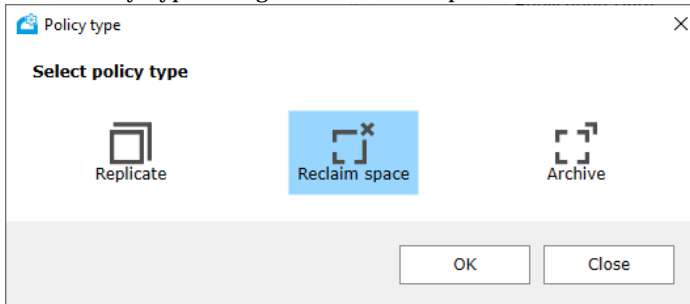 Policy type
Select policy type
Replicate
Reclaim space
Archive
OK
Close